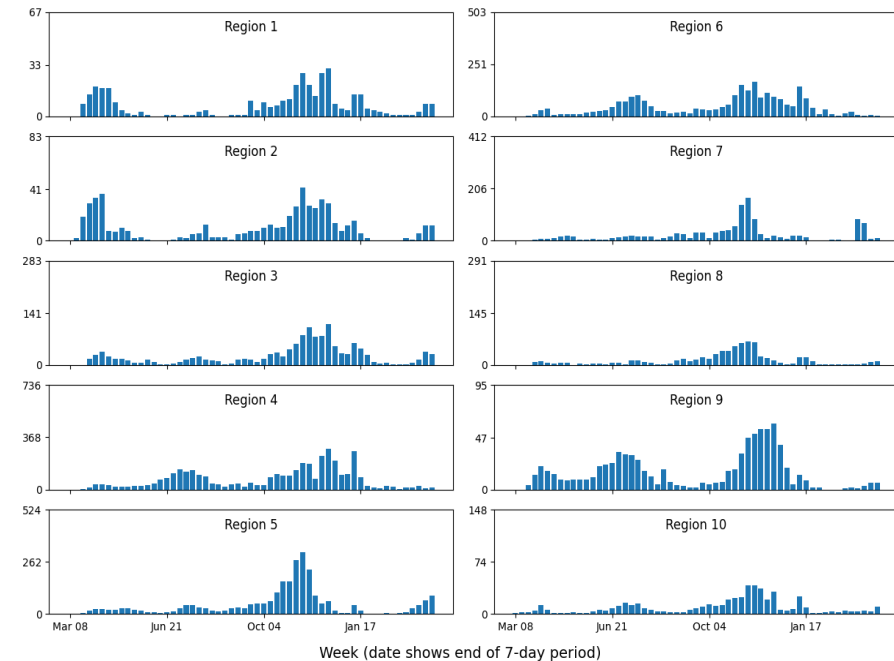 67
33
0
Region 1
503
251
0
Region 6
83
41
0
Region 2
412
206
0
Region 7
283
141
0
Region 3
291
145
0
Region 8
736
368
0
Region 4
95
47
0
Region 9
524
262
0
Region 5
148
74
0
Region 10
Mar 08 Jun 21 Oct 04 Jan 17
Mar 08 Jun 21 Oct 04 Jan 17
Week (date shows end of 7-day period)